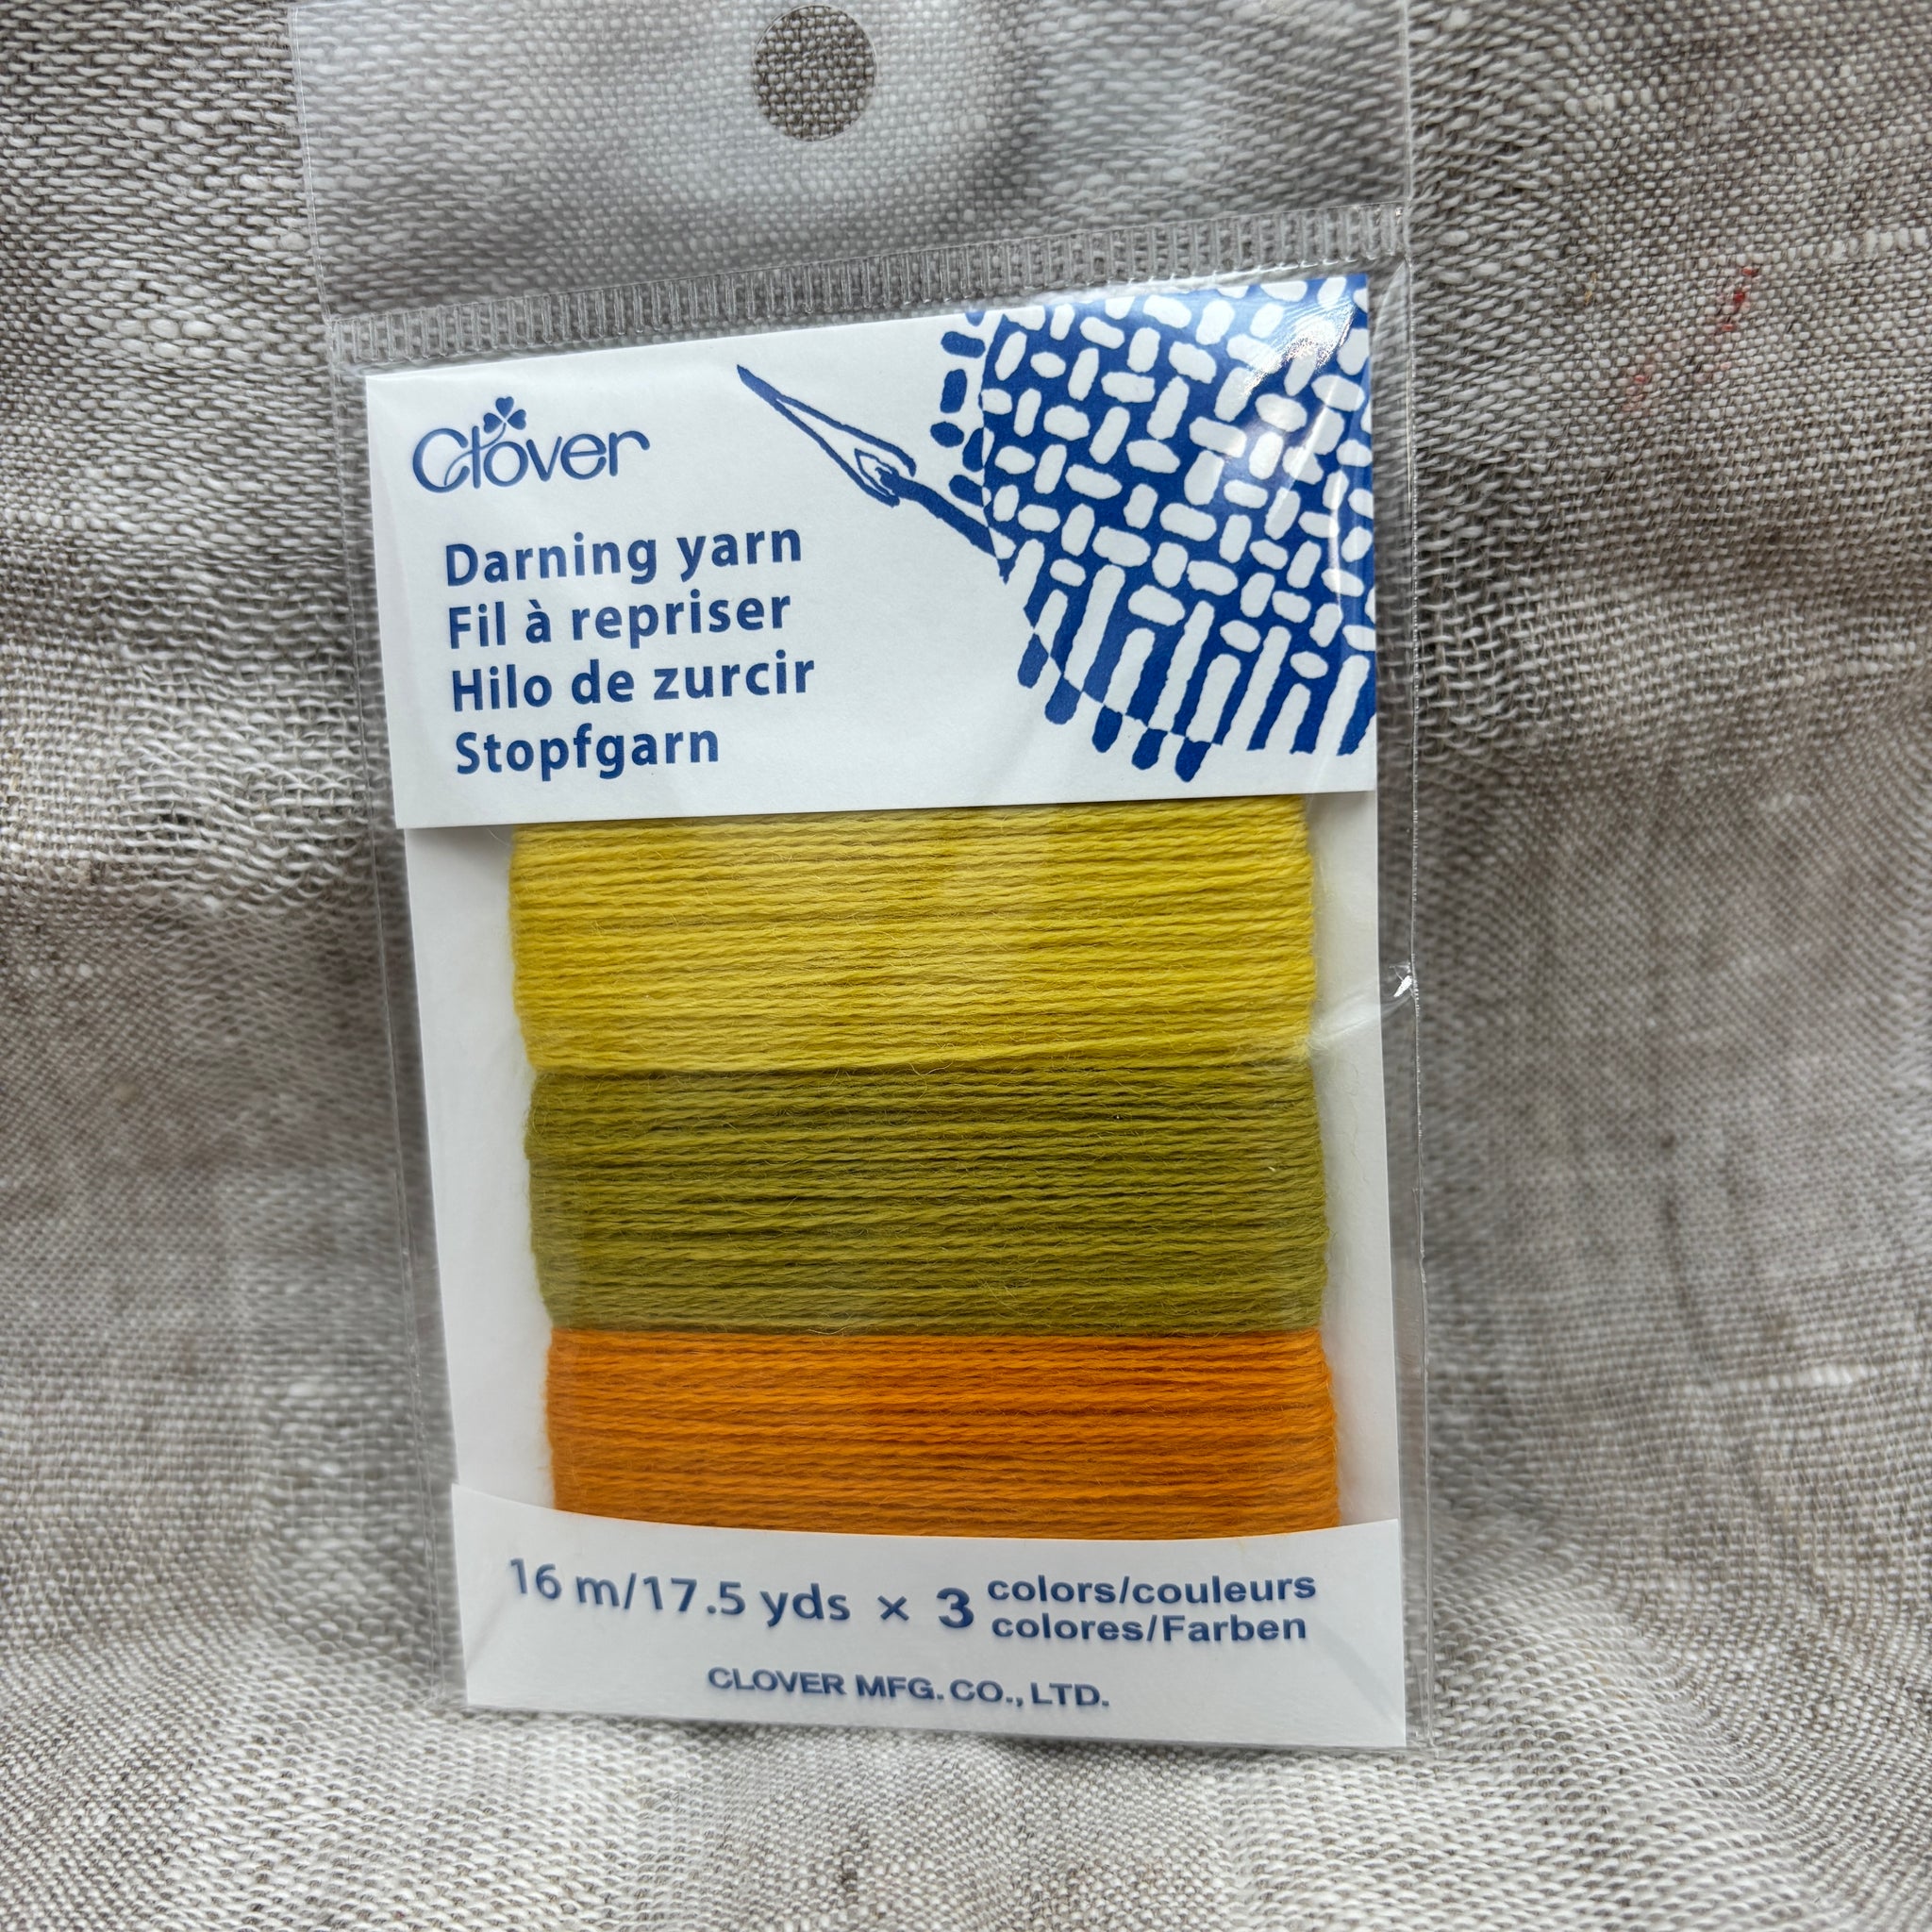 Clover
Darning yarn
Fil à repriser
Hilo de zurcir
Stopfgarn
16 m/17.5 yds × 3 colors/couleurs
colores/Farben
CLOVER MFG. CO., LTD.